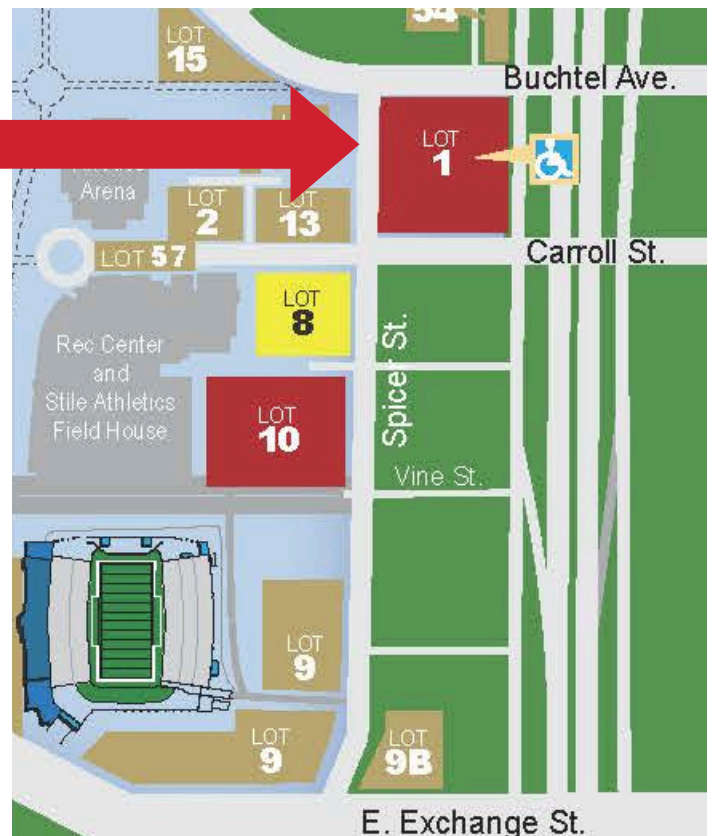 54
LOT
15
Buchtel Ave.
LOT
1
Arena
LOT
2
LOT
13
LOT 57
Carroll St.
LOT
8
Rec Center
and
Stile Athletics
Field House
Spicer St.
LOT
10
Vine St.
LOT
9
LOT
9
LOT
9B
E. Exchange St.